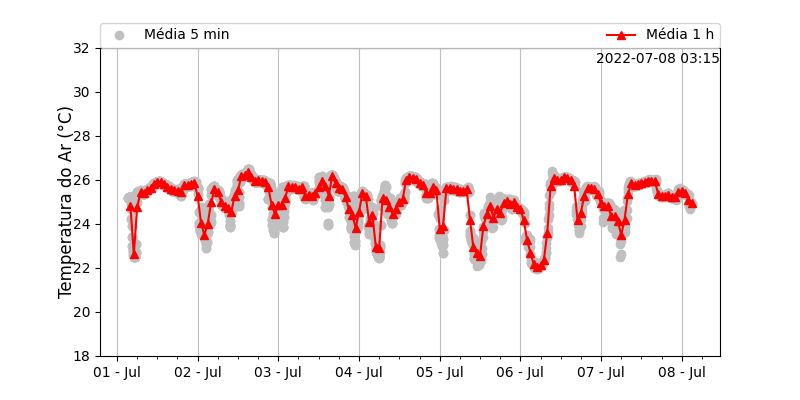 Média 5 min
Média 1 h
2022-07-08 03:15
Temperatura do Ar (°C)
32
30
28
26
24
22
20
18
01 - Jul
02 - Jul
03 - Jul
04 - Jul
05 - Jul
06 - Jul
07 - Jul
08 - Jul